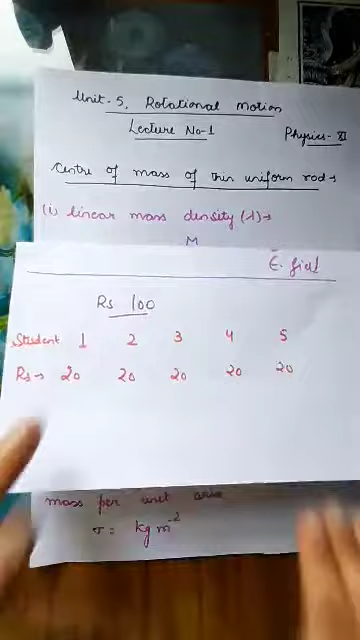 Unit-5, Rotational Motion
Lecture No-1
Physics-XI
Centre of mass of thin uniform rod→
(i) linear mass density (λ)→
M
E. field
Rs 100
Student 1 2 3 4 5
Rs→ 20 20 20 20 20
mass per unit area
σ = kg m⁻²